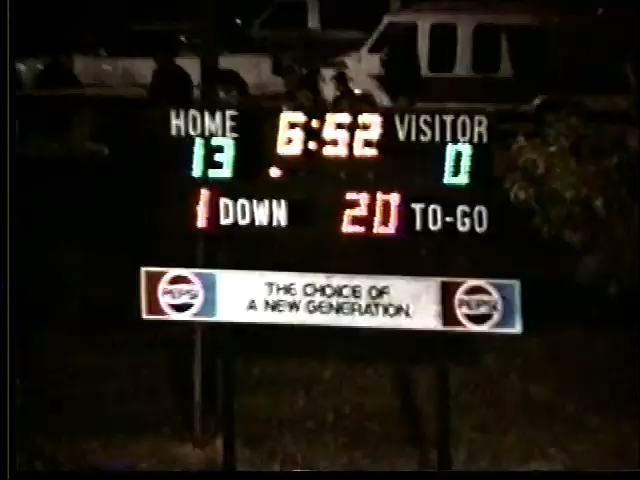 HOME 6:52 VISITOR
13 0
1 DOWN 20 TO-GO
PEPSI THE CHOICE OF A NEW GENERATION. PEPSI